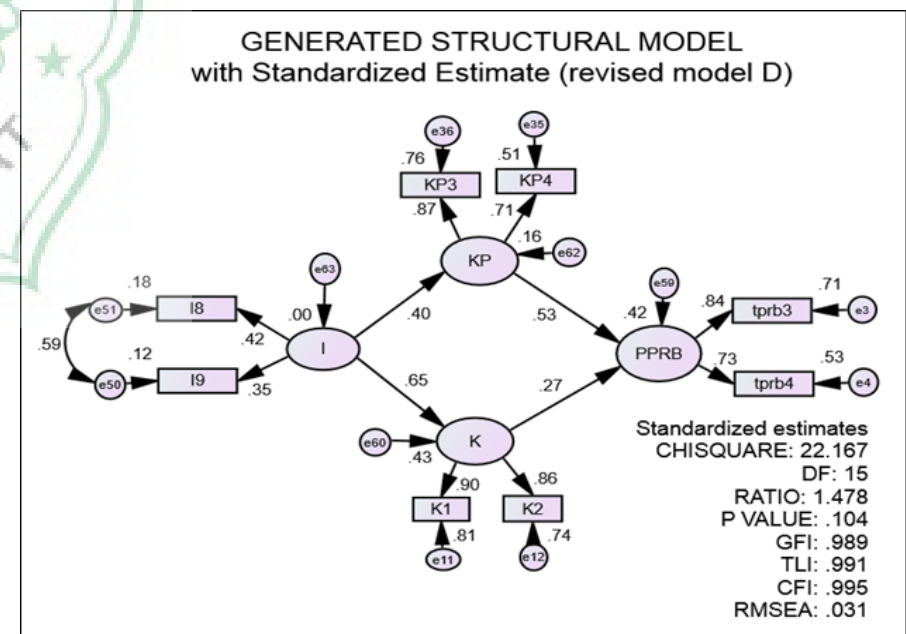 GENERATED STRUCTURAL MODEL
with Standardized Estimate (revised model D)
e36
e35
.76
.51
KP3
KP4
.87
.71
.16
e62
KP
e63
e59
.18
.00
.40
.53
.42
.84
.71
e51
I8
tprb3
e3
.42
I
PPRB
.59
.12
.73
.53
e50
I9
.35
.65
.27
tprb4
e4
e60
.43
K
Standardized estimates
CHISQUARE: 22.167
DF: 15
RATIO: 1.478
P VALUE: .104
GFI: .989
TLI: .991
CFI: .995
RMSEA: .031
.90
.86
K1
K2
.81
.74
e11
e12